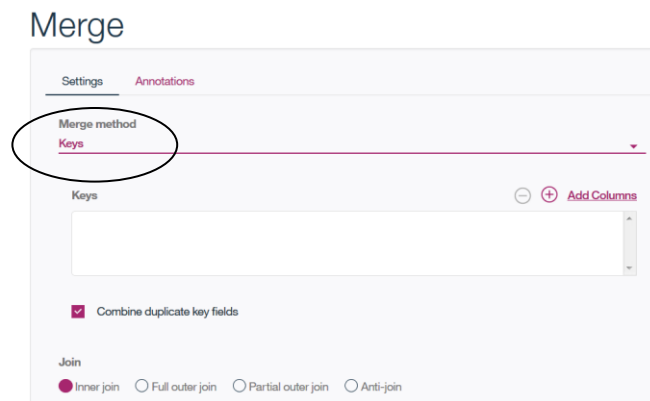 Merge
Settings Annotations
Merge method
Keys
Keys Add Columns
Combine duplicate key fields
Join
Inner join Full outer join Partial outer join Anti-join